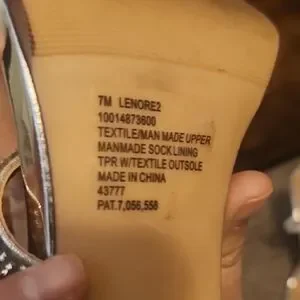 7M LENORE2
10014873600
TEXTILE/MAN MADE UPPER
MANMADE SOCK LINING
TPR W/TEXTILE OUTSOLE
MADE IN CHINA
43777
PAT.7,056,558